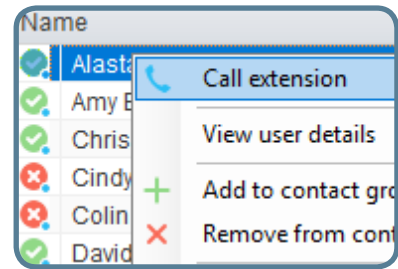 Name
Alasta
Call extension
Amy E
Chris
View user details
Cindy
Add to contact gro
Colin
Remove from cont
David